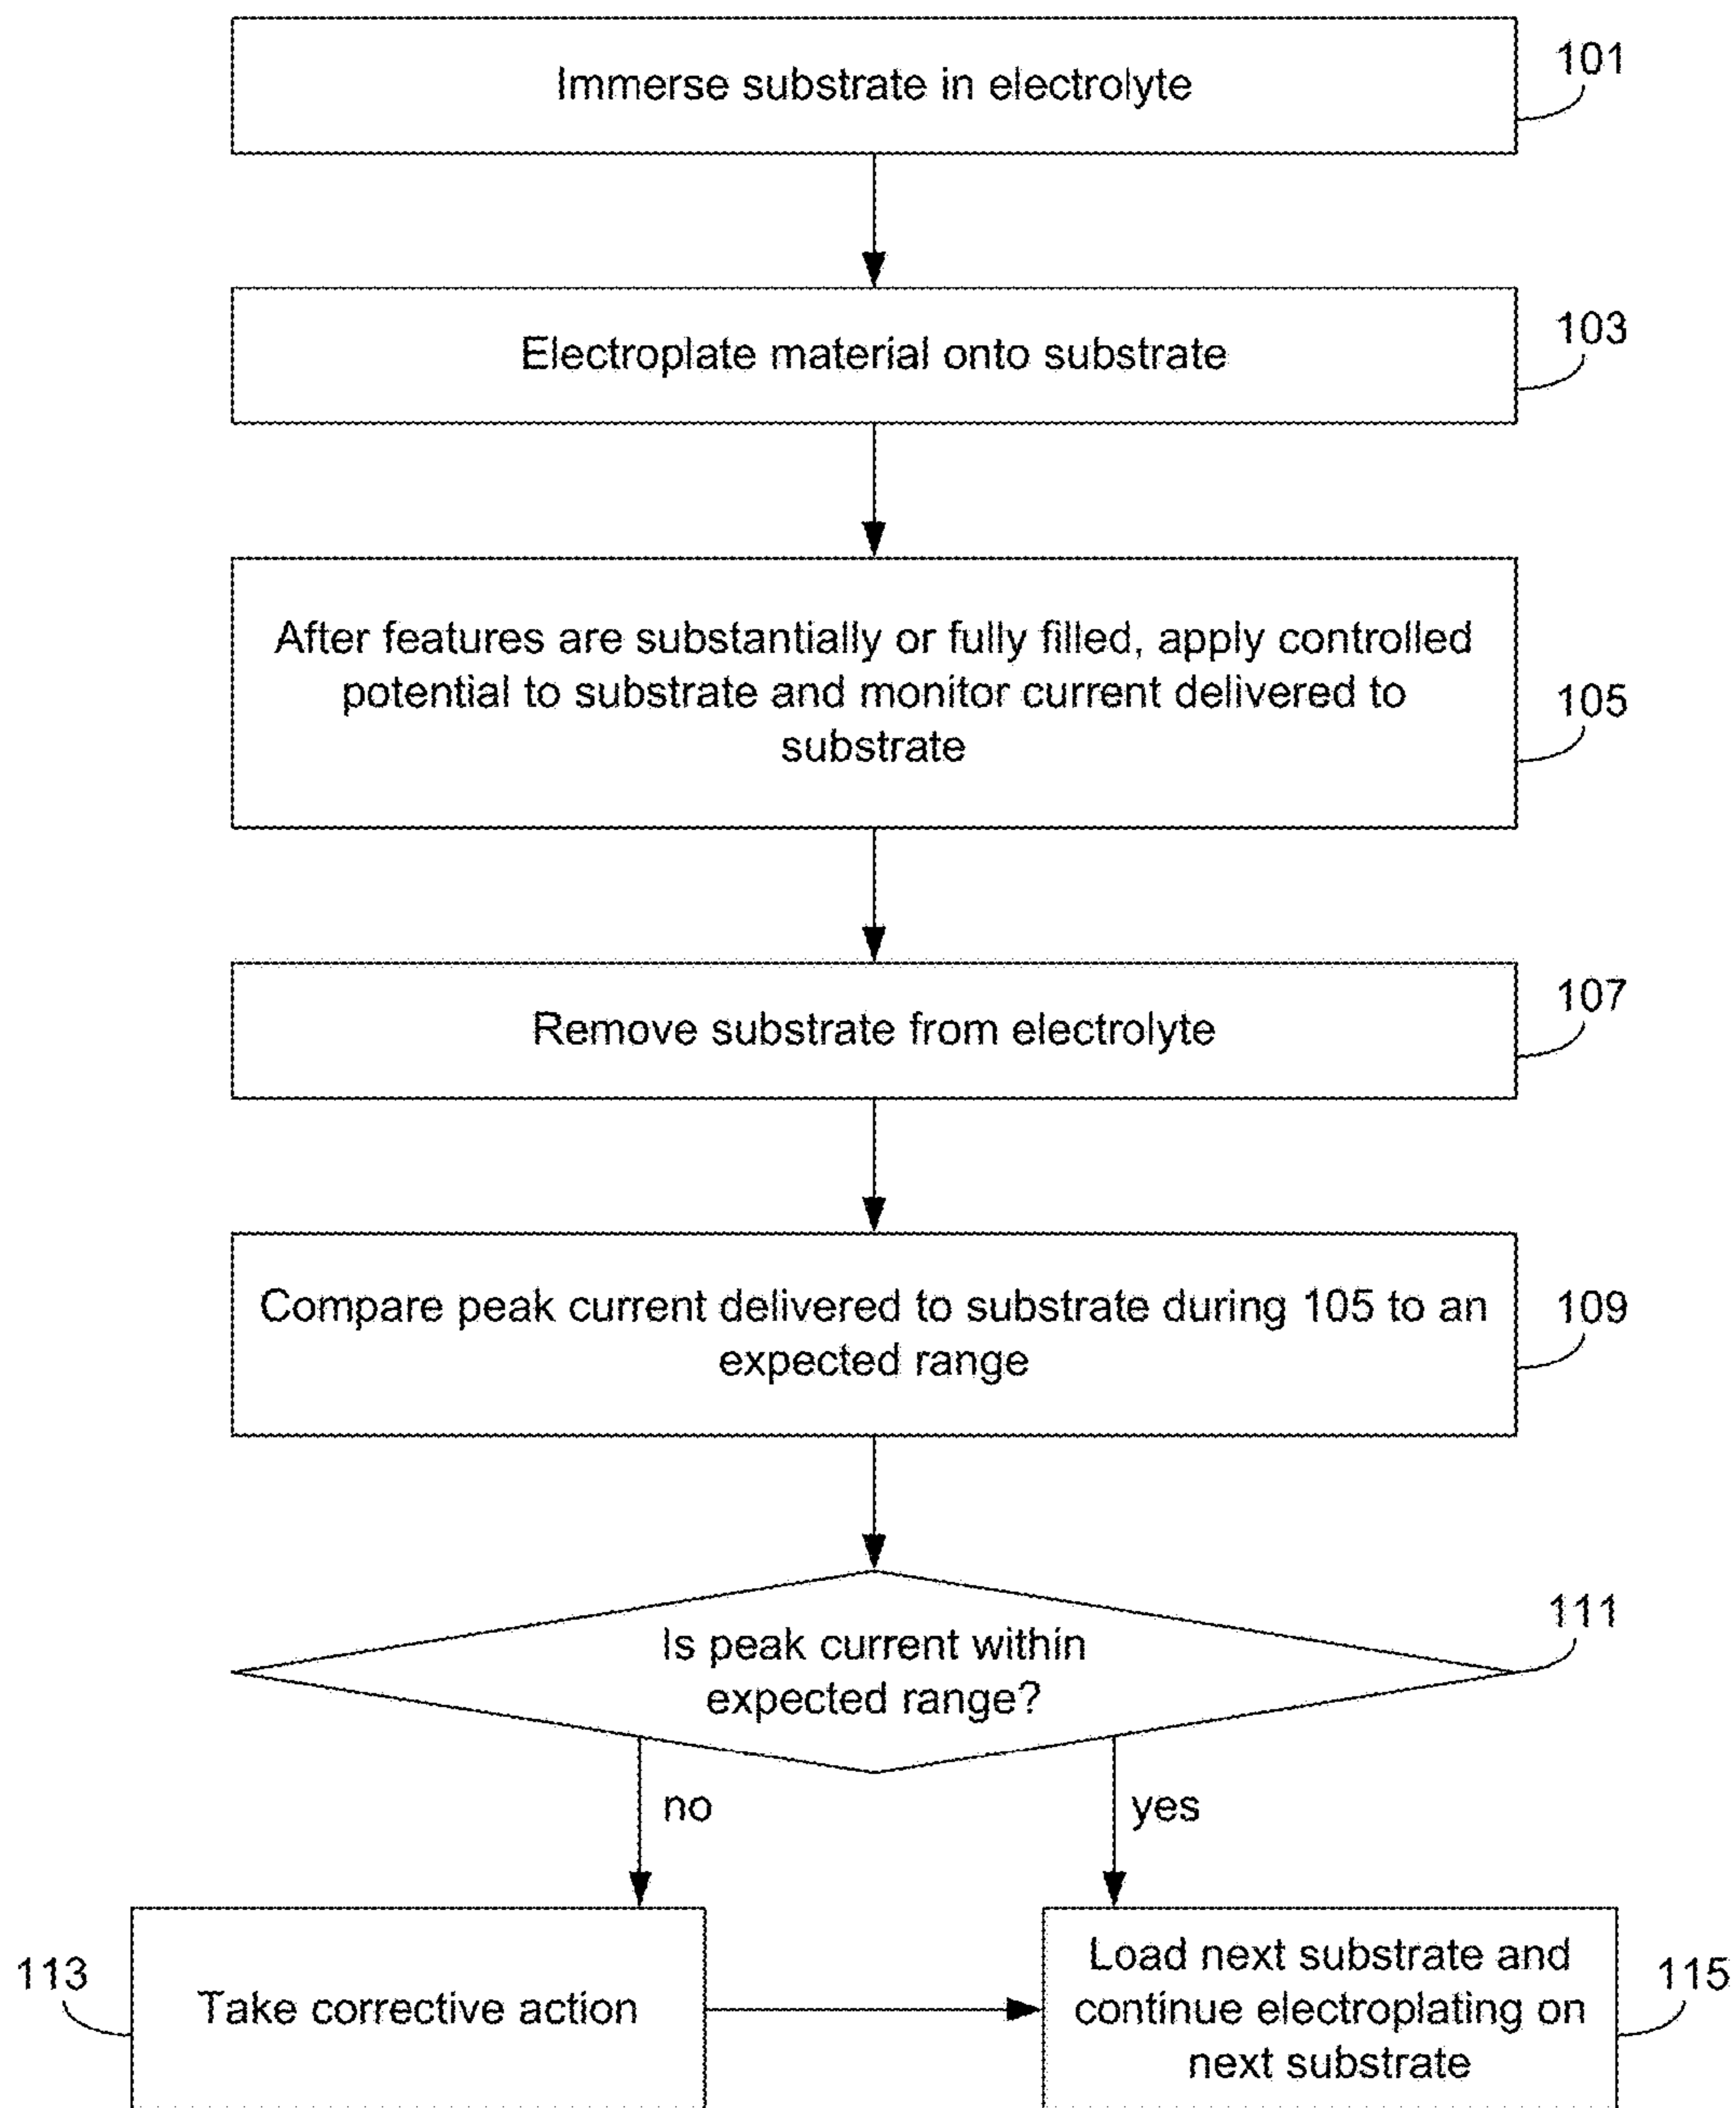 Immerse substrate in electrolyte
101
Electroplate material onto substrate
103
After features are substantially or fully filled, apply controlled
potential to substrate and monitor current delivered to
substrate
105
Remove substrate from electrolyte
107
Compare peak current delivered to substrate during 105 to an
expected range
109
Is peak current within
expected range?
111
no
yes
113
Take corrective action
Load next substrate and
continue electroplating on
next substrate
115